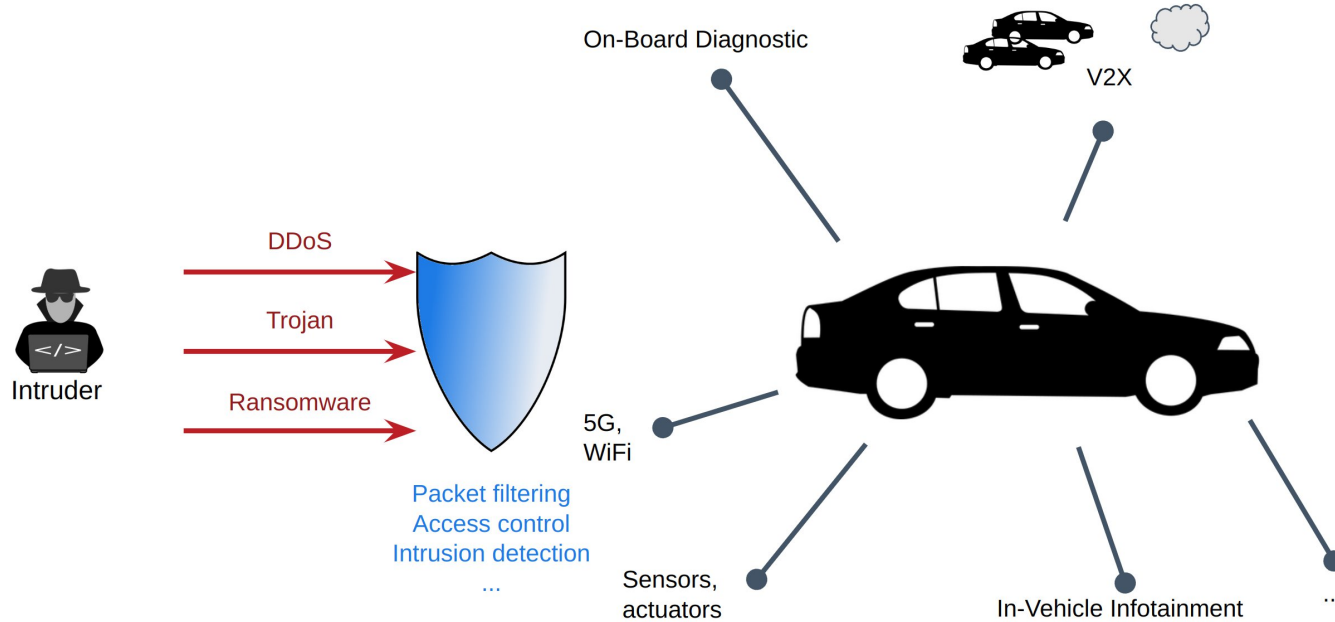 On-Board Diagnostic
V2X
DDoS
Trojan
Ransomware
</>
Intruder
5G,
WiFi
Packet filtering
Access control
Intrusion detection
...
Sensors,
actuators
In-Vehicle Infotainment
..